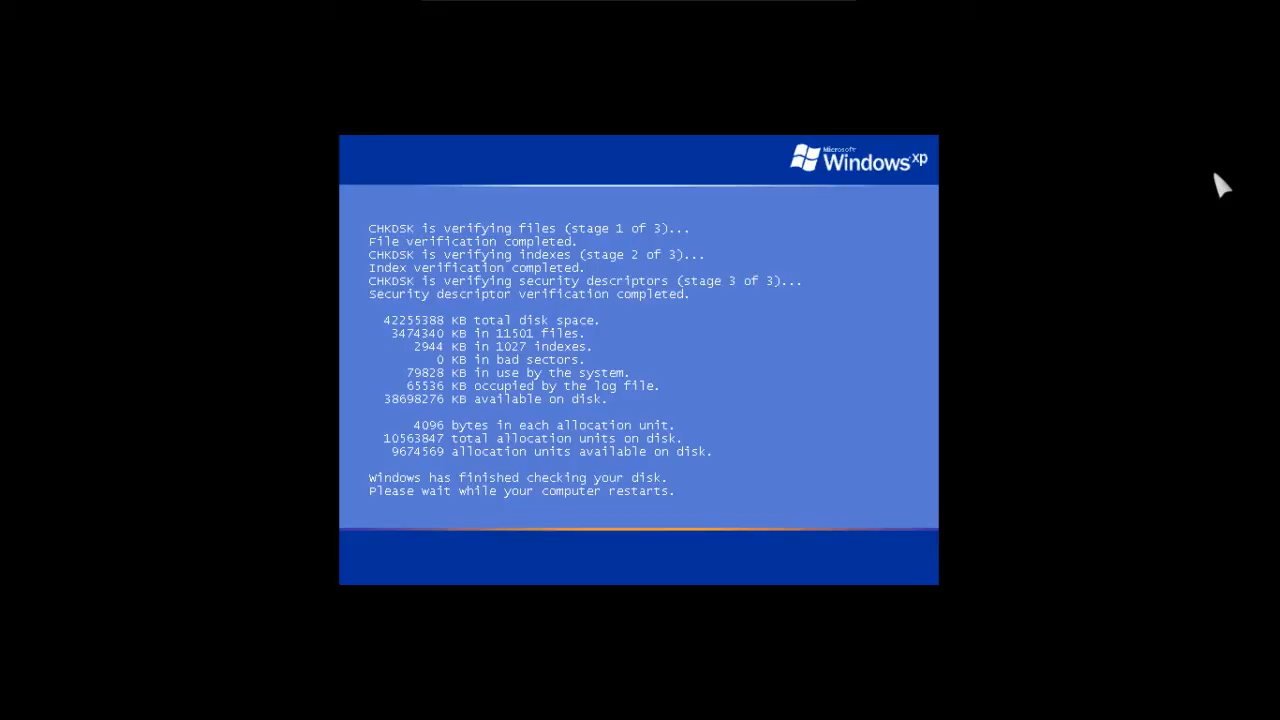 Microsoft
Windows xp
CHKDSK is verifying files (stage 1 of 3)...
File verification completed.
CHKDSK is verifying indexes (stage 2 of 3)...
Index verification completed.
CHKDSK is verifying security descriptors (stage 3 of 3)...
Security descriptor verification completed.
42255388 KB total disk space.
3474340 KB in 11501 files.
2944 KB in 1027 indexes.
0 KB in bad sectors.
79828 KB in use by the system.
65536 KB occupied by the log file.
38698276 KB available on disk.
4096 bytes in each allocation unit.
10563847 total allocation units on disk.
9674569 allocation units available on disk.
Windows has finished checking your disk.
Please wait while your computer restarts.